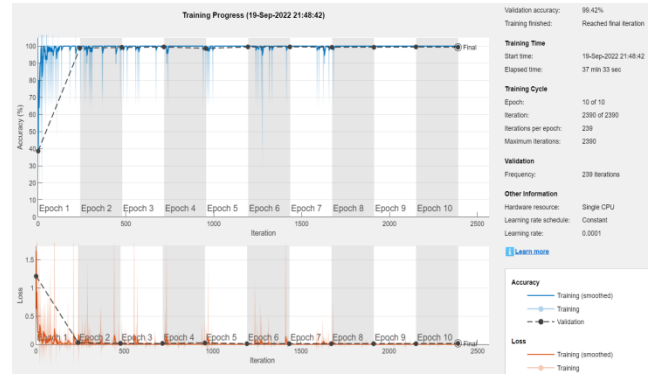 Training Progress (19-Sep-2022 21:48:42)
Accuracy (%)
100
90
80
70
60
50
40
30
20
10
0
Epoch 1 Epoch 2 Epoch 3 Epoch 4 Epoch 5 Epoch 6 Epoch 7 Epoch 8 Epoch 9 Epoch 10
Final
0 500 1000 1500 2000 2500
Iteration
Loss
1.5
1
0.5
0
Epoch 1 Epoch 2 Epoch 3 Epoch 4 Epoch 5 Epoch 6 Epoch 7 Epoch 8 Epoch 9 Epoch 10
Final
0 500 1000 1500 2000 2500
Iteration
Validation accuracy: 99.42%
Training finished: Reached final iteration
Training Time
Start time: 19-Sep-2022 21:48:42
Elapsed time: 37 min 33 sec
Training Cycle
Epoch: 10 of 10
Iteration: 2390 of 2390
Iterations per epoch: 239
Maximum iterations: 2390
Validation
Frequency: 239 iterations
Other Information
Hardware resource: Single CPU
Learning rate schedule: Constant
Learning rate: 0.0001
i Learn more
Accuracy
Training (smoothed)
Training
Validation
Loss
Training (smoothed)
Training